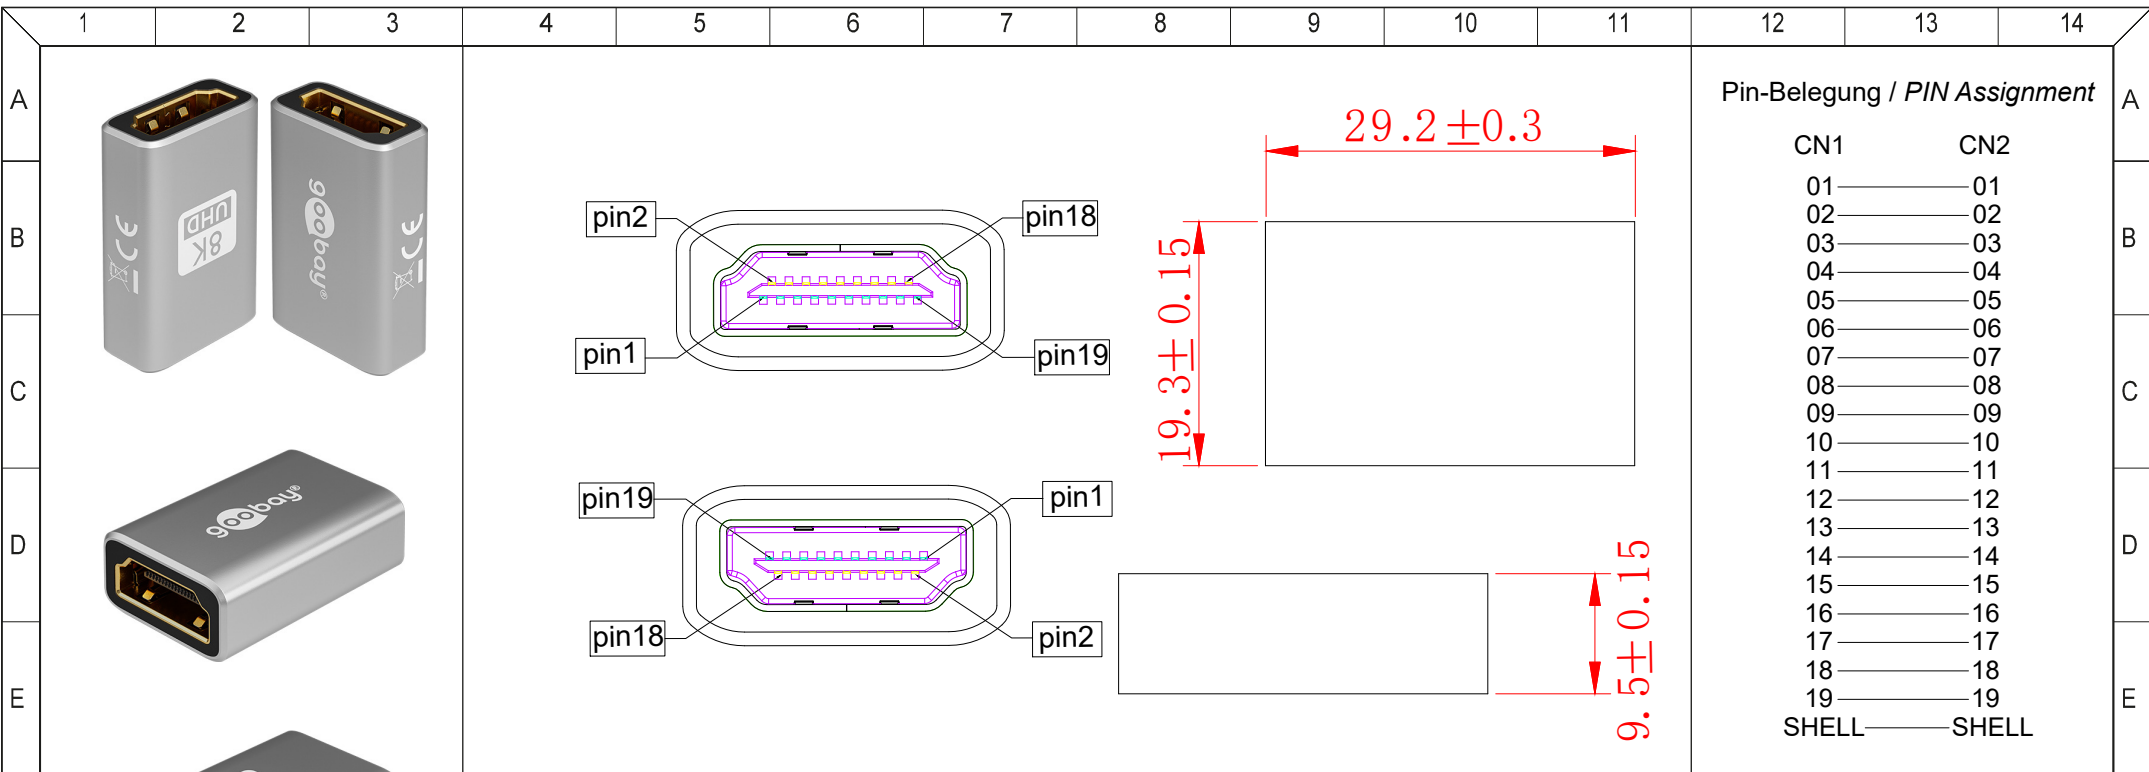 1 2 3 4 5 6 7 8 9 10 11 12 13 14
A A
B B
C C
D D
E E
8K
UHD
goobay®
CE
CE
goobay®
pin2
pin18
pin1
pin19
pin19
pin1
pin18
pin2
29.2±0.3
19.3±0.15
9.5±0.15
Pin-Belegung / PIN Assignment
CN1 CN2
01 01
02 02
03 03
04 04
05 05
06 06
07 07
08 08
09 09
10 10
11 11
12 12
13 13
14 14
15 15
16 16
17 17
18 18
19 19
SHELL SHELL